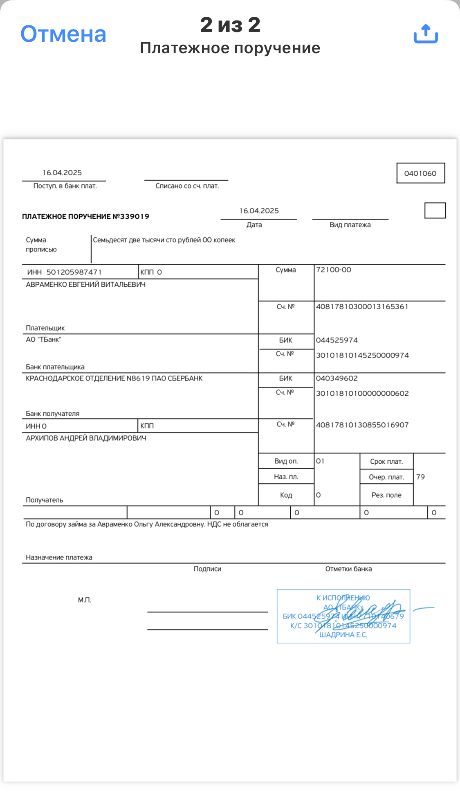 Отмена
2 из 2
Платежное поручение
16.04.2025
0401060
Поступ. в банк плат.
Списано со сч. плат.
ПЛАТЕЖНОЕ ПОРУЧЕНИЕ №339019
16.04.2025
Дата
Вид платежа
Сумма прописью
Семьдесят две тысячи сто рублей 00 копеек
ИНН 501205987471
КПП 0
Сумма
72100-00
АВРАМЕНКО ЕВГЕНИЙ ВИТАЛЬЕВИЧ
Сч. №
40817810300013165361
Плательщик
АО "ТБанк"
БИК
044525974
Сч. №
30101810145250000974
Банк плательщика
КРАСНОДАРСКОЕ ОТДЕЛЕНИЕ N8619 ПАО СБЕРБАНК
БИК
040349602
Сч. №
30101810100000000602
Банк получателя
ИНН 0
КПП
Сч. №
40817810130855016907
АРХИПОВ АНДРЕЙ ВЛАДИМИРОВИЧ
Вид оп.
01
Срок плат.
Наз. пл.
Очер. плат.
79
Код
0
Рез. поле
Получатель
0 0 0 0 0
По договору займа за Авраменко Ольгу Александровну. НДС не облагается
Назначение платежа
Подписи
Отметки банка
М.П.
К ИСПОЛНЕНИЮ
АО «ТБАНК»
БИК 044525974
К/С 30101810145250000974
ШАДРИНА Е.С.